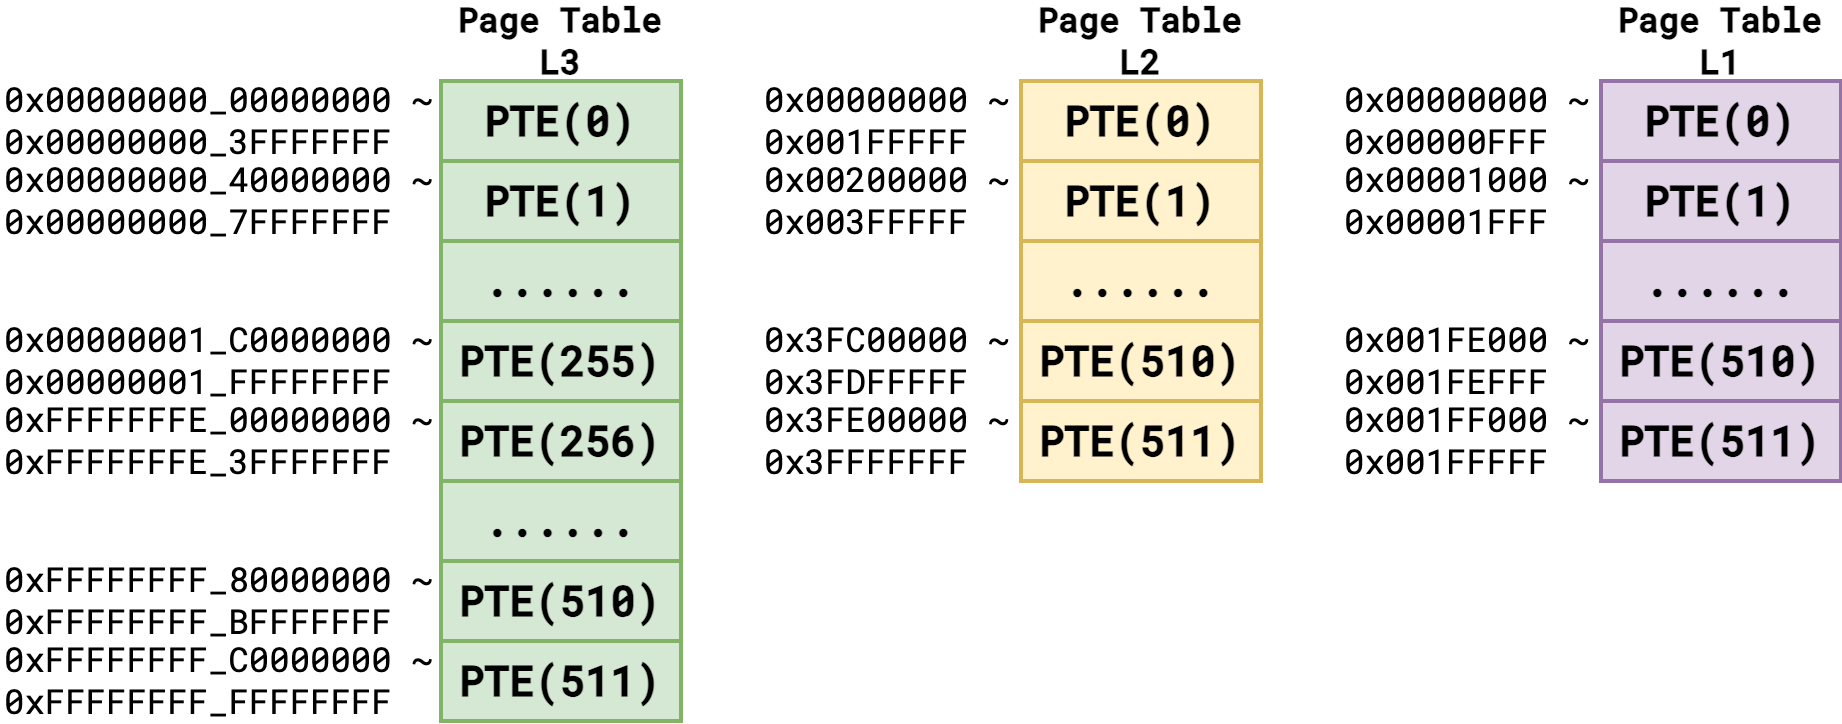 Page Table
L3
0x00000000_00000000 ~
0x00000000_3FFFFFFF
PTE(0)
0x00000000_40000000 ~
0x00000000_7FFFFFFF
PTE(1)
......
0x00000001_C0000000 ~
0x00000001_FFFFFFFF
PTE(255)
0xFFFFFFFE_00000000 ~
0xFFFFFFFE_3FFFFFFF
PTE(256)
......
0xFFFFFFFF_80000000 ~
0xFFFFFFFF_BFFFFFFF
PTE(510)
0xFFFFFFFF_C0000000 ~
0xFFFFFFFF_FFFFFFFF
PTE(511)
Page Table
L2
0x00000000 ~
0x001FFFFF
PTE(0)
0x00200000 ~
0x003FFFFF
PTE(1)
......
0x3FC00000 ~
0x3FDFFFFF
PTE(510)
0x3FE00000 ~
0x3FFFFFFF
PTE(511)
Page Table
L1
0x00000000 ~
0x00000FFF
PTE(0)
0x00001000 ~
0x00001FFF
PTE(1)
......
0x001FE000 ~
0x001FEFFF
PTE(510)
0x001FF000 ~
0x001FFFFF
PTE(511)